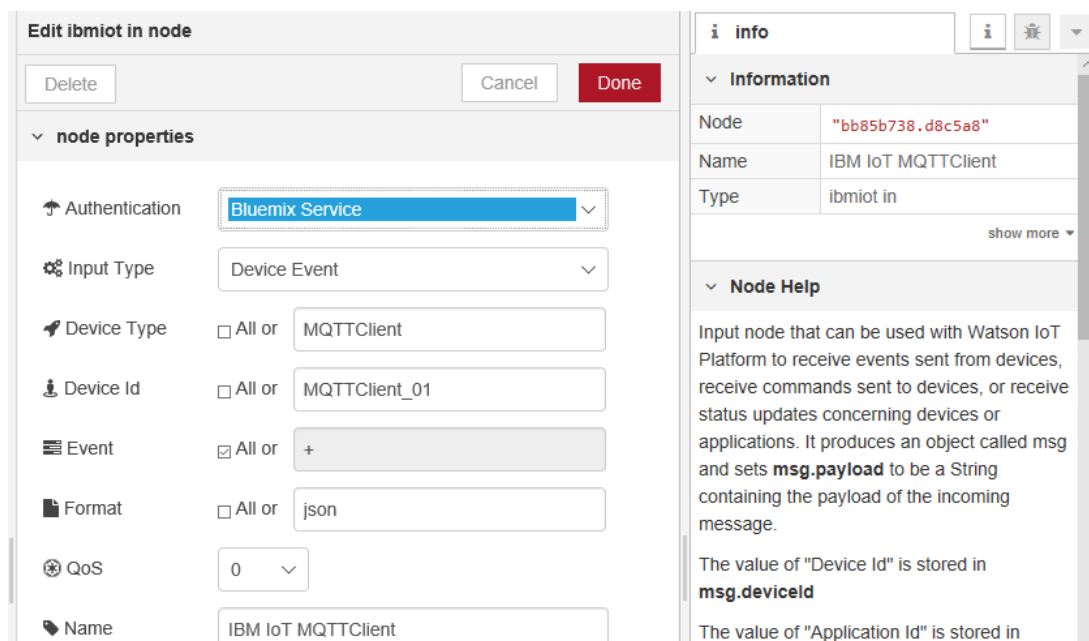 Edit ibmiot in node
Delete
Cancel
Done
node properties
Authentication
Bluemix Service
Input Type
Device Event
Device Type
All or
MQTTClient
Device Id
All or
MQTTClient_01
Event
All or
+
Format
All or
json
QoS
0
Name
IBM IoT MQTTClient
i info
i
Information
Node
"bb85b738.d8c5a8"
Name
IBM IoT MQTTClient
Type
ibmiot in
show more
Node Help
Input node that can be used with Watson IoT
Platform to receive events sent from devices,
receive commands sent to devices, or receive
status updates concerning devices or
applications. It produces an object called msg
and sets msg.payload to be a String
containing the payload of the incoming
message.
The value of "Device Id" is stored in
msg.deviceId
The value of "Application Id" is stored in